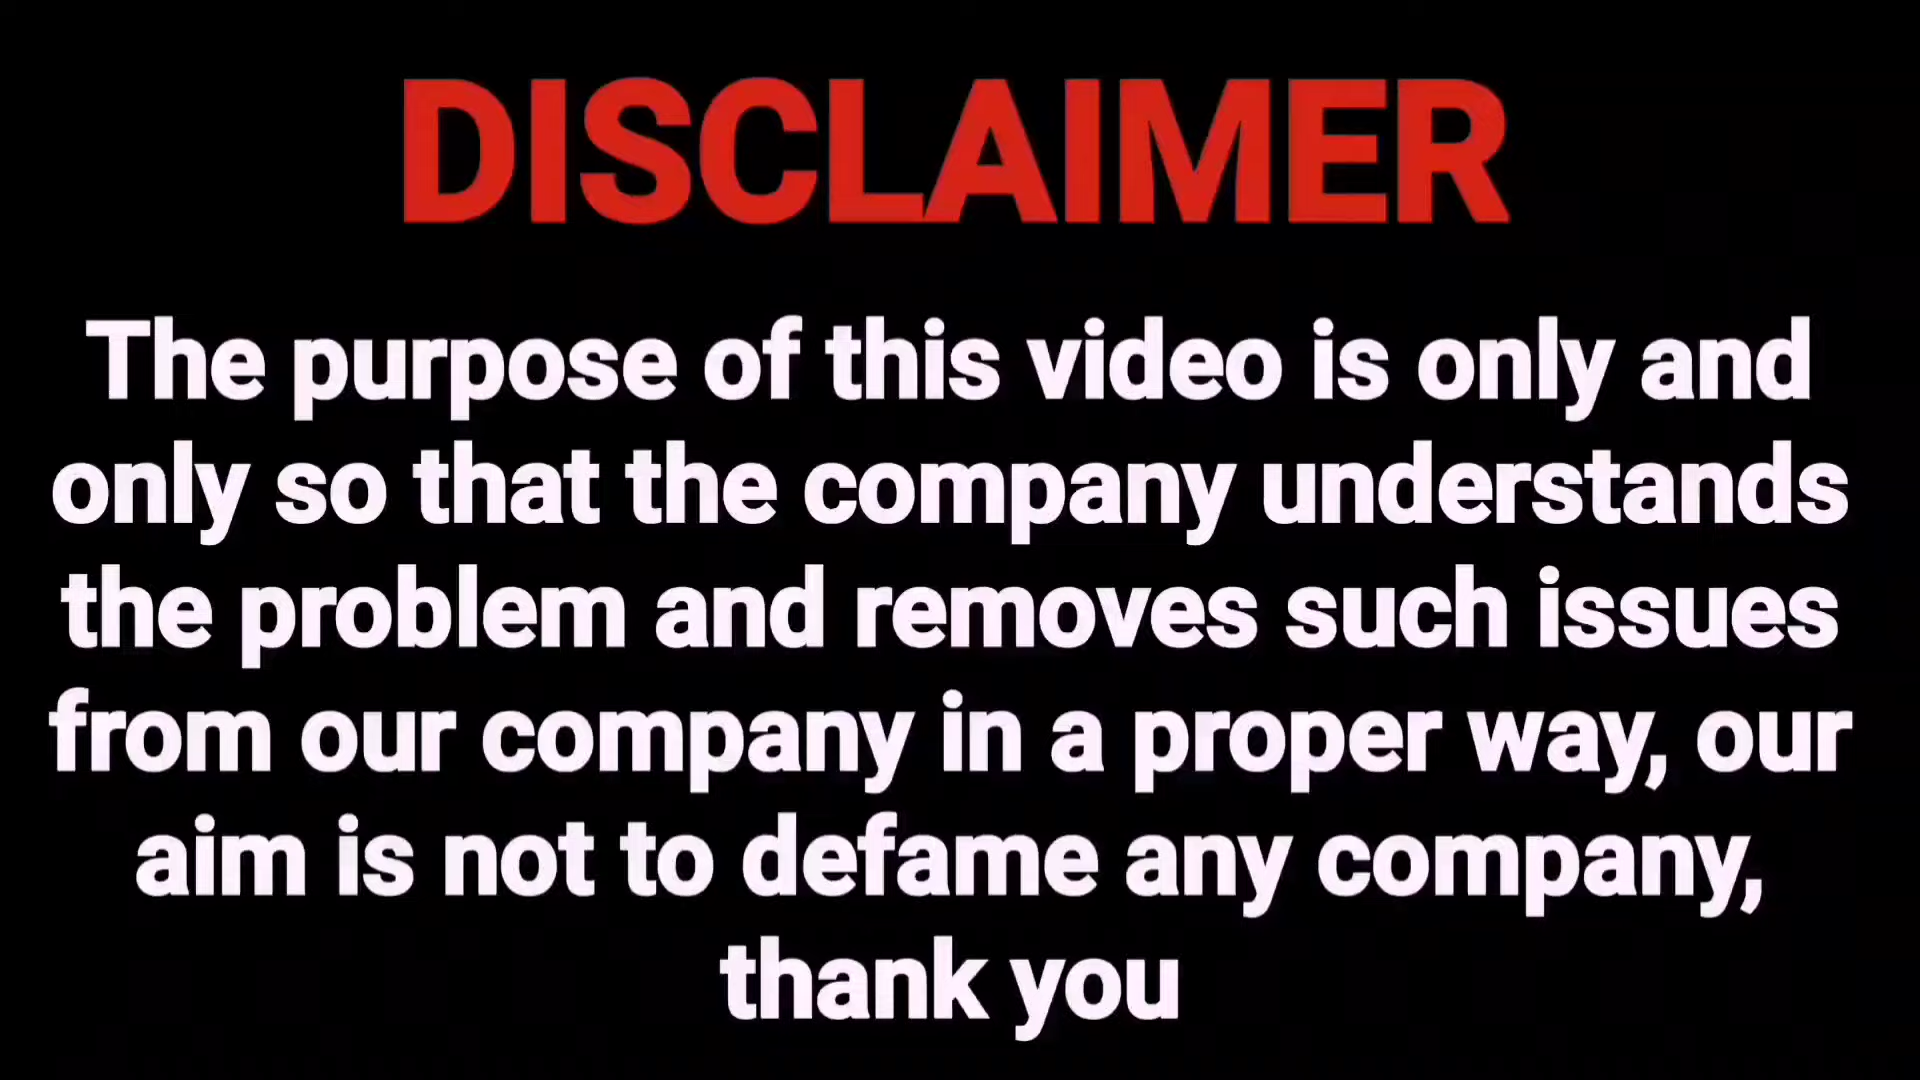 DISCLAIMER
The purpose of this video is only and
only so that the company understands
the problem and removes such issues
from our company in a proper way, our
aim is not to defame any company,
thank you